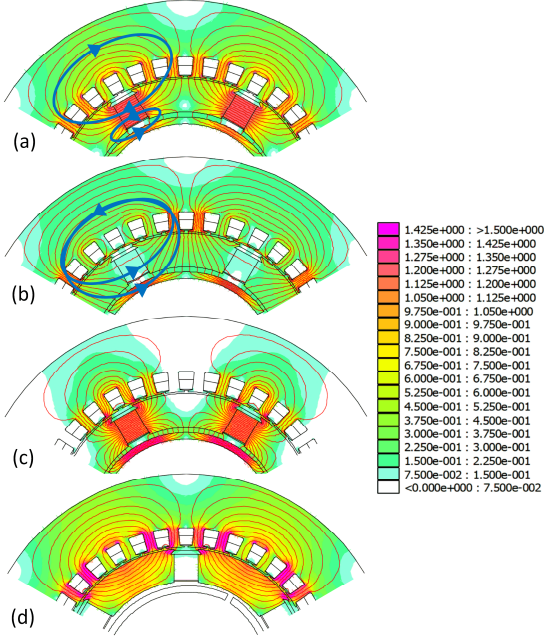 (a)
(b)
(c)
(d)
1.425e+000 : >1.500e+000
1.350e+000 : 1.425e+000
1.275e+000 : 1.350e+000
1.200e+000 : 1.275e+000
1.125e+000 : 1.200e+000
1.050e+000 : 1.125e+000
9.750e-001 : 1.050e+000
9.000e-001 : 9.750e-001
8.250e-001 : 9.000e-001
7.500e-001 : 8.250e-001
6.750e-001 : 7.500e-001
6.000e-001 : 6.750e-001
5.250e-001 : 6.000e-001
4.500e-001 : 5.250e-001
3.750e-001 : 4.500e-001
3.000e-001 : 3.750e-001
2.250e-001 : 3.000e-001
1.500e-001 : 2.250e-001
7.500e-002 : 1.500e-001
<0.000e+000 : 7.500e-002